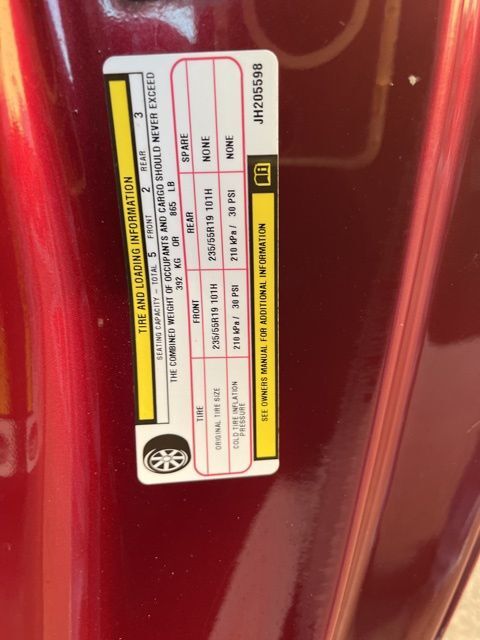 TIRE AND LOADING INFORMATION
SEATING CAPACITY - TOTAL 5 FRONT 2 REAR 3
THE COMBINED WEIGHT OF OCCUPANTS AND CARGO SHOULD NEVER EXCEED
392 KG OR 865 LB
TIRE FRONT REAR SPARE
ORIGINAL TIRE SIZE 235/55R19 101H 235/55R19 101H NONE
COLD TIRE INFLATION PRESSURE 210 kPa / 30 PSI 210 kPa / 30 PSI NONE
SEE OWNERS MANUAL FOR ADDITIONAL INFORMATION
JH205598